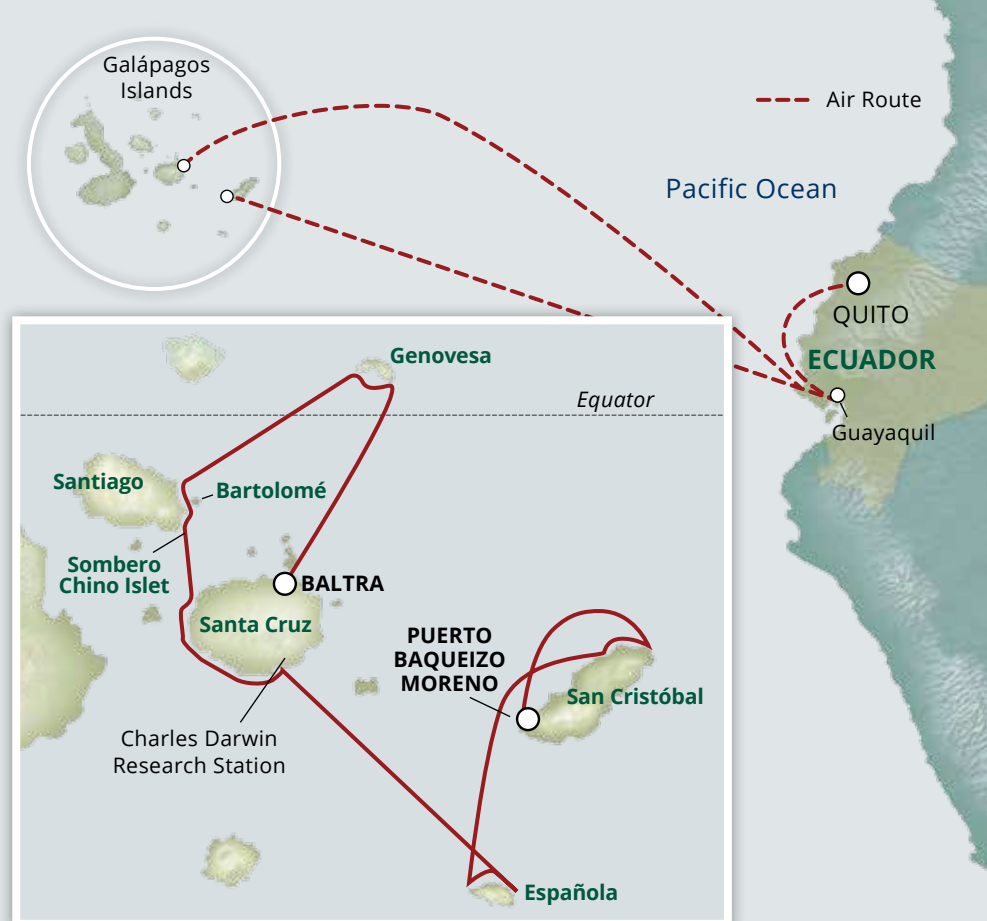 Galápagos
Islands
Air Route
Pacific Ocean
QUITO
ECUADOR
Guayaquil
Genovesa
Equator
Santiago
Bartolomé
Sombero
Chino Islet
BALTRA
Santa Cruz
PUERTO
BAQUEIZO
MORENO
San Cristóbal
Charles Darwin
Research Station
Española